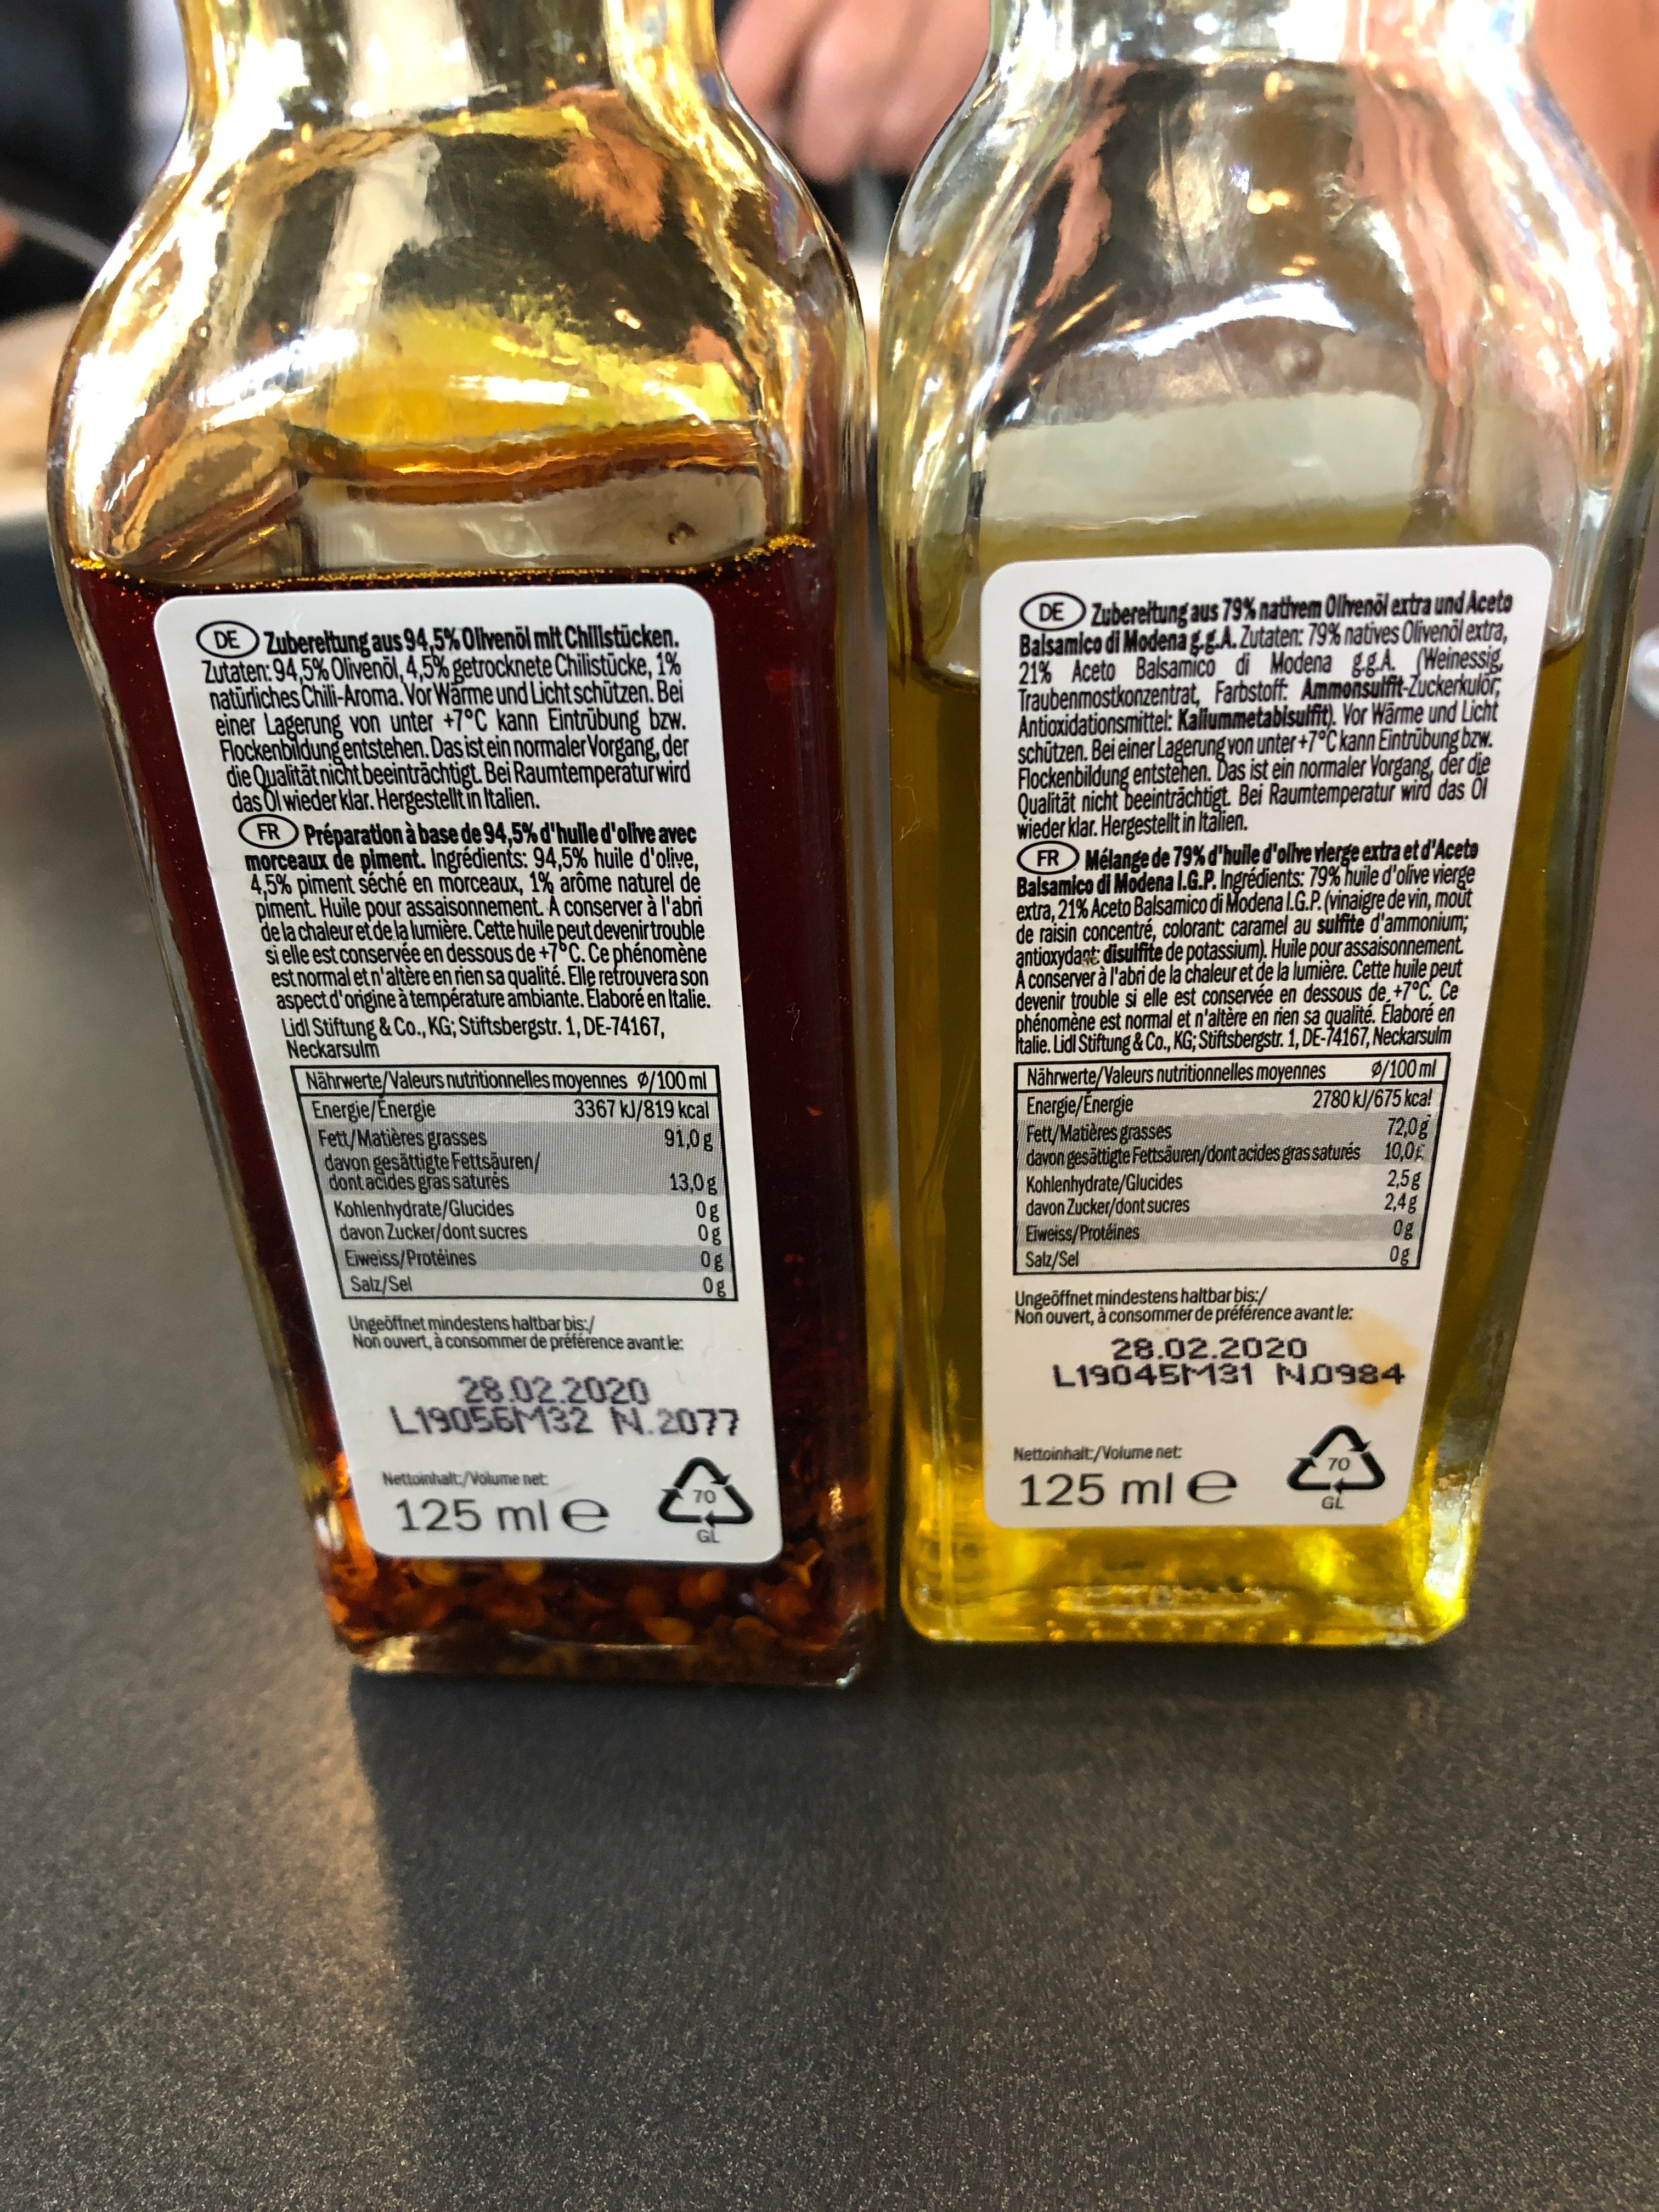 DE Zubereitung aus 94,5% Olivenöl mit Chilistücken.
Zutaten: 94,5% Olivenöl, 4,5% getrocknete Chilistücke, 1%
natürliches Chili-Aroma. Vor Wärme und Licht schützen. Bei
einer Lagerung von unter +7°C kann Eintrübung bzw.
Flockenbildung entstehen. Das ist ein normaler Vorgang, der
die Qualität nicht beeinträchtigt. Bei Raumtemperatur wird
das Öl wieder klar. Hergestellt in Italien.
FR Préparation à base de 94,5% d'huile d'olive avec
morceaux de piment. Ingrédients: 94,5% huile d'olive,
4,5% piment séché en morceaux, 1% arôme naturel de
piment. Huile pour assaisonnement. À conserver à l'abri
de la chaleur et de la lumière. Cette huile peut devenir trouble
si elle est conservée en dessous de +7°C. Ce phénomène
est normal et n'altère en rien sa qualité. Elle retrouvera son
aspect d'origine à température ambiante. Élaboré en Italie.
Lidl Stiftung & Co., KG; Stiftsbergstr. 1, DE-74167,
Neckarsulm
Nährwerte/Valeurs nutritionnelles moyennes Ø/100 ml
Energie/Énergie 3367 kJ/819 kcal
Fett/Matières grasses 91,0 g
davon gesättigte Fettsäuren/
dont acides gras saturés 13,0 g
Kohlenhydrate/Glucides 0 g
davon Zucker/dont sucres 0 g
Eiweiss/Protéines 0 g
Salz/Sel 0 g
Ungeöffnet mindestens haltbar bis:/
Non ouvert, à consommer de préférence avant le:
28.02.2020
L19056M132 N.2077
Nettoinhalt:/Volume net:
125 ml e
70
GL
DE Zubereitung aus 79% nativem Olivenöl extra und Aceto
Balsamico di Modena g.g.A. Zutaten: 79% natives Olivenöl extra,
21% Aceto Balsamico di Modena g.g.A. (Weinessig,
Traubenmostkonzentrat, Farbstoff: Ammonsulfit-Zuckerkulör;
Antioxidationsmittel: Kaliummetabisulfit). Vor Wärme und Licht
schützen. Bei einer Lagerung von unter +7°C kann Eintrübung bzw.
Flockenbildung entstehen. Das ist ein normaler Vorgang, der die
Qualität nicht beeinträchtigt. Bei Raumtemperatur wird das Öl
wieder klar. Hergestellt in Italien.
FR Mélange de 79% d'huile d'olive vierge extra et d'Aceto
Balsamico di Modena I.G.P. Ingrédients: 79% huile d'olive vierge
extra, 21% Aceto Balsamico di Modena I.G.P. (vinaigre de vin, moût
de raisin concentré, colorant: caramel au sulfite d'ammonium;
antioxydant: disulfite de potassium). Huile pour assaisonnement.
À conserver à l'abri de la chaleur et de la lumière. Cette huile peut
devenir trouble si elle est conservée en dessous de +7°C. Ce
phénomène est normal et n'altère en rien sa qualité. Élaboré en
Italie. Lidl Stiftung & Co., KG; Stiftsbergstr. 1, DE-74167, Neckarsulm
Nährwerte/Valeurs nutritionnelles moyennes Ø/100 ml
Energie/Énergie 2780 kJ/675 kcal
Fett/Matières grasses 72,0 g
davon gesättigte Fettsäuren/dont acides gras saturés 10,0 g
Kohlenhydrate/Glucides 2,5 g
davon Zucker/dont sucres 2,4 g
Eiweiss/Protéines 0 g
Salz/Sel 0 g
Ungeöffnet mindestens haltbar bis:/
Non ouvert, à consommer de préférence avant le:
28.02.2020
L19045M131 N.0984
Nettoinhalt:/Volume net:
125 ml e
70
GL